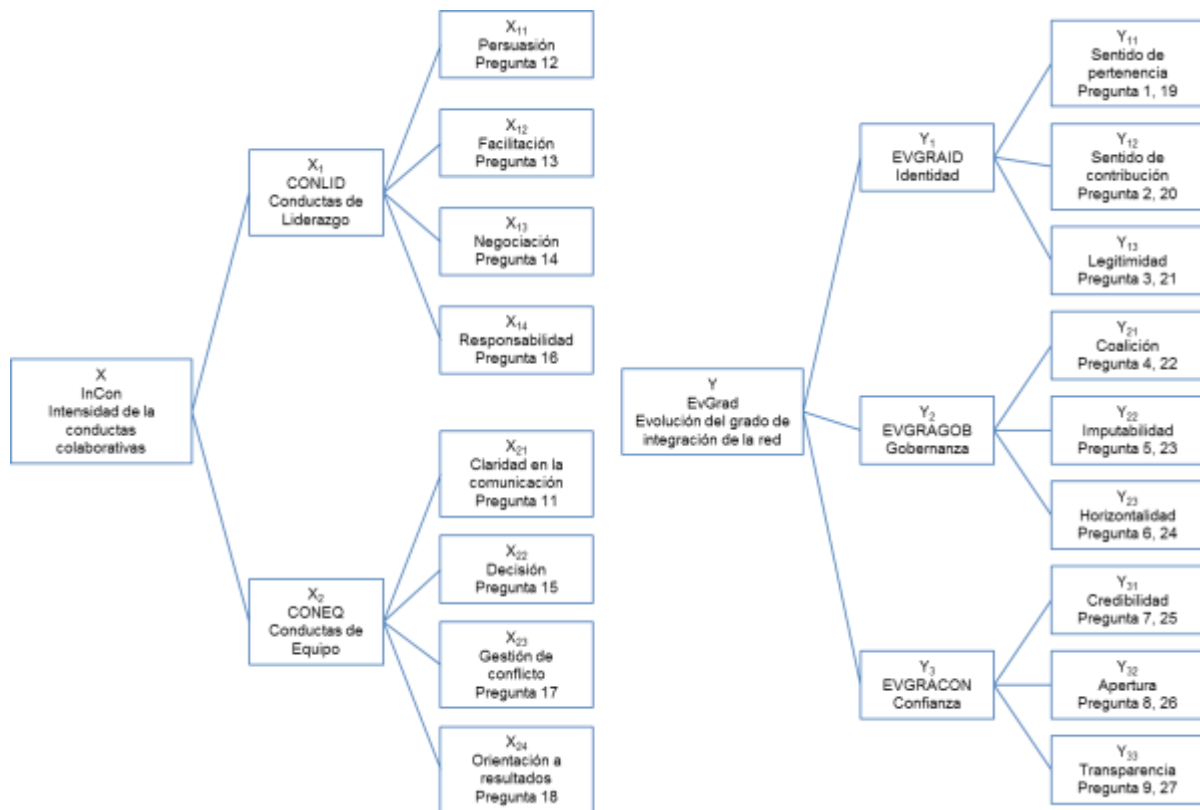 X
InCon
Intensidad de la
conductas
colaborativas
X1
CONLID
Conductas de
Liderazgo
X11
Persuasión
Pregunta 12
X12
Facilitación
Pregunta 13
X13
Negociación
Pregunta 14
X14
Responsabilidad
Pregunta 16
X2
CONEQ
Conductas de
Equipo
X21
Claridad en la
comunicación
Pregunta 11
X22
Decisión
Pregunta 15
X23
Gestión de
conflicto
Pregunta 17
X24
Orientación a
resultados
Pregunta 18
Y
EvGrad
Evolución del grado de
integración de la red
Y1
EVGRAID
Identidad
Y11
Sentido de
pertenencia
Pregunta 1, 19
Y12
Sentido de
contribución
Pregunta 2, 20
Y13
Legitimidad
Pregunta 3, 21
Y2
EVGRAGOB
Gobernanza
Y21
Coalición
Pregunta 4, 22
Y22
Imputabilidad
Pregunta 5, 23
Y23
Horizontalidad
Pregunta 6, 24
Y3
EVGRACON
Confianza
Y31
Credibilidad
Pregunta 7, 25
Y32
Apertura
Pregunta 8, 26
Y33
Transparencia
Pregunta 9, 27